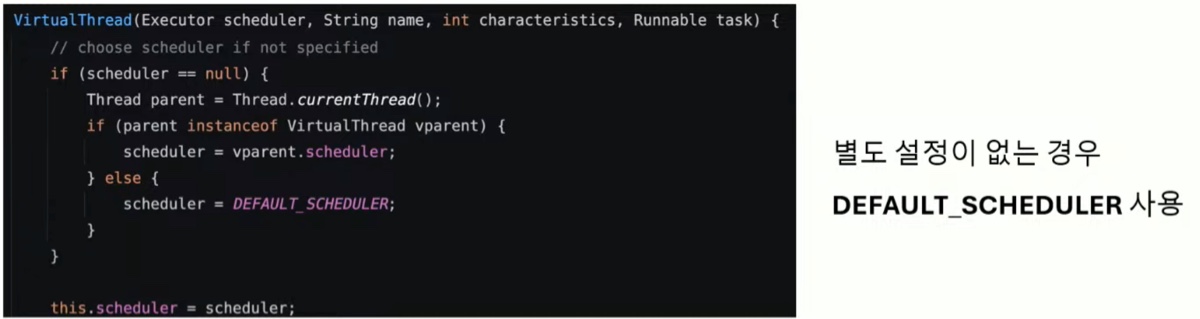 VirtualThread(Executor scheduler, String name, int characteristics, Runnable task) {
// choose scheduler if not specified
if (scheduler == null) {
Thread parent = Thread.currentThread();
if (parent instanceof VirtualThread vparent) {
scheduler = vparent.scheduler;
} else {
scheduler = DEFAULT_SCHEDULER;
}
}
this.scheduler = scheduler;
별도 설정이 없는 경우
DEFAULT_SCHEDULER 사용